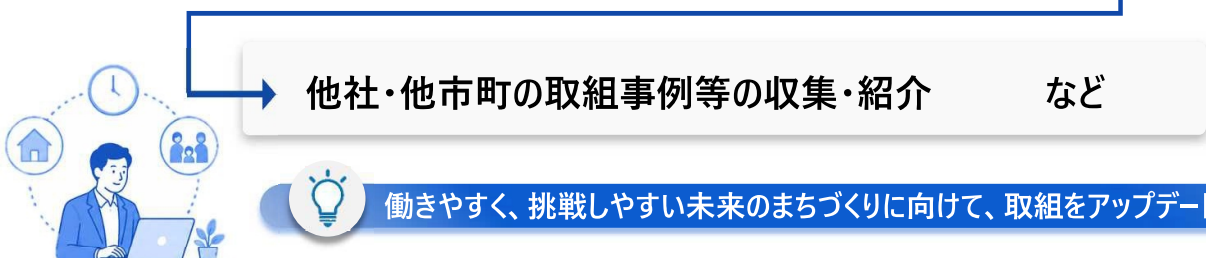 他社・他市町の取組事例等の収集・紹介　　など
働きやすく、挑戦しやすい未来のまちづくりに向けて、取組をアップデー